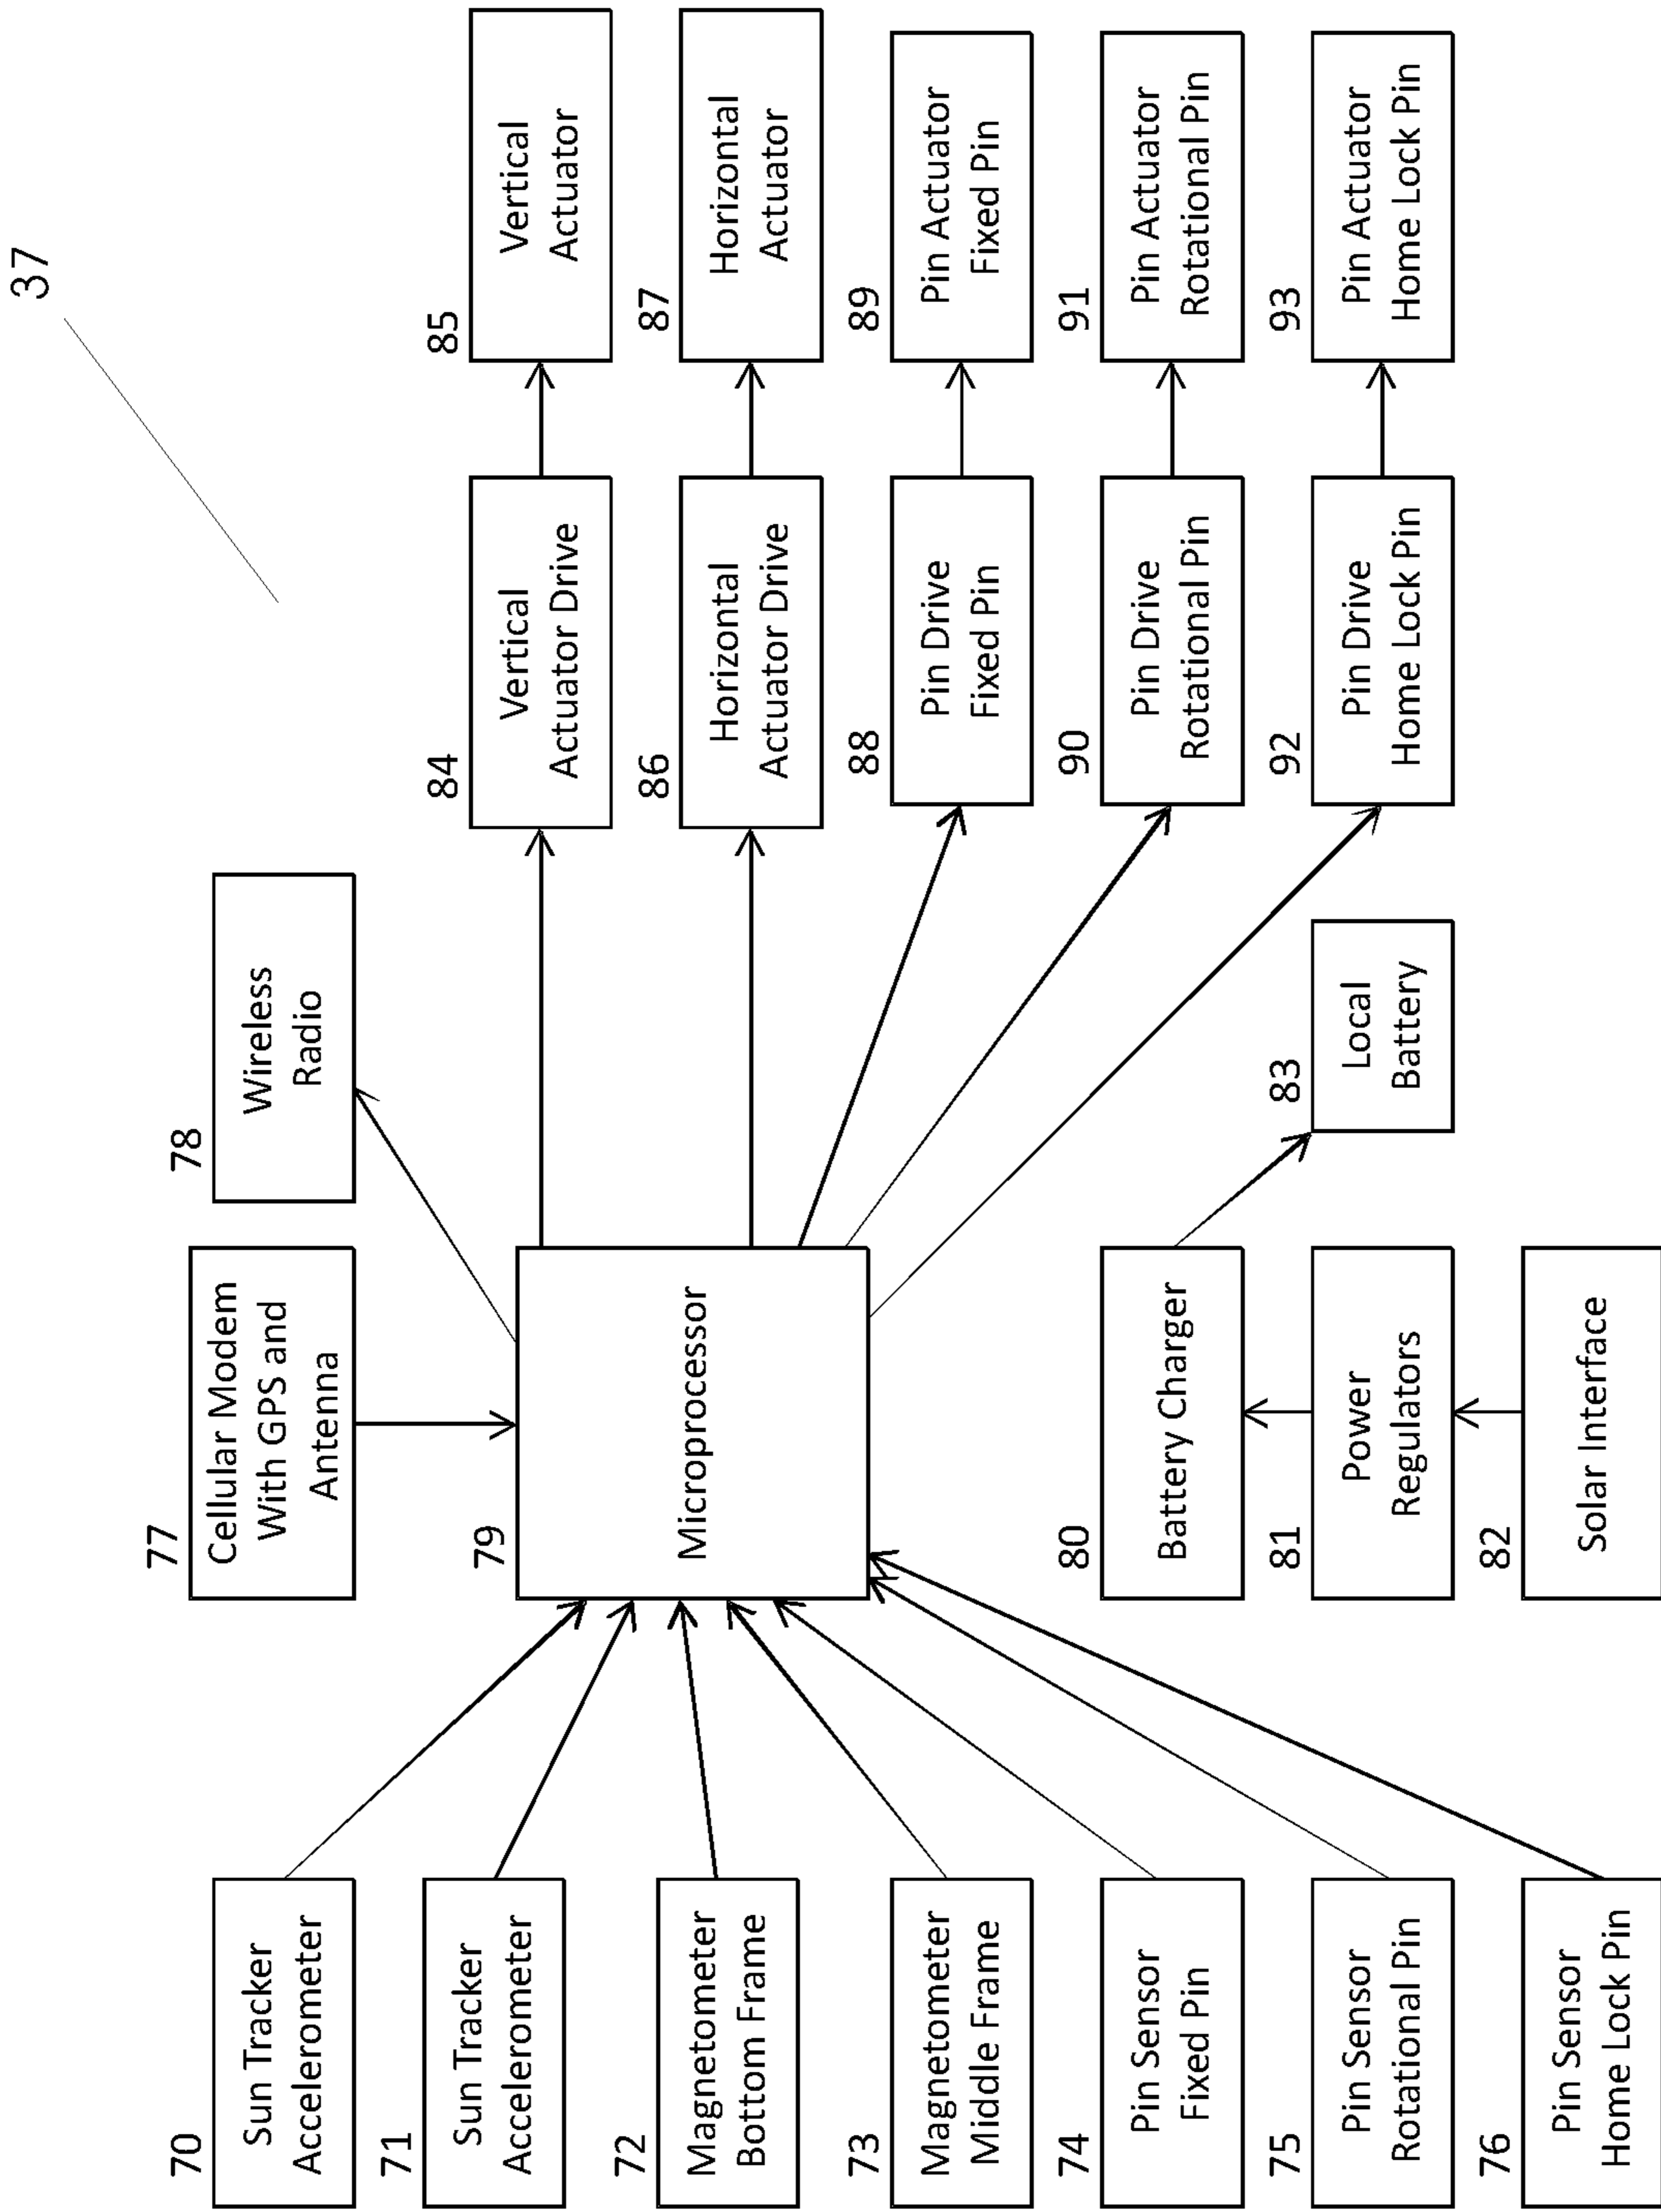 37
70
Sun Tracker
Accelerometer
71
Sun Tracker
Accelerometer
72
Magnetometer
Bottom Frame
73
Magnetometer
Middle Frame
74
Pin Sensor
Fixed Pin
75
Pin Sensor
Rotational Pin
76
Pin Sensor
Home Lock Pin
77
Cellular Modem
With GPS and
Antenna
78
Wireless
Radio
79
Microprocessor
80
Battery Charger
81
Power
Regulators
82
Solar Interface
83
Local
Battery
84
Vertical
Actuator Drive
85
Vertical
Actuator
86
Horizontal
Actuator Drive
87
Horizontal
Actuator
88
Pin Drive
Fixed Pin
89
Pin Actuator
Fixed Pin
90
Pin Drive
Rotational Pin
91
Pin Actuator
Rotational Pin
92
Pin Drive
Home Lock Pin
93
Pin Actuator
Home Lock Pin